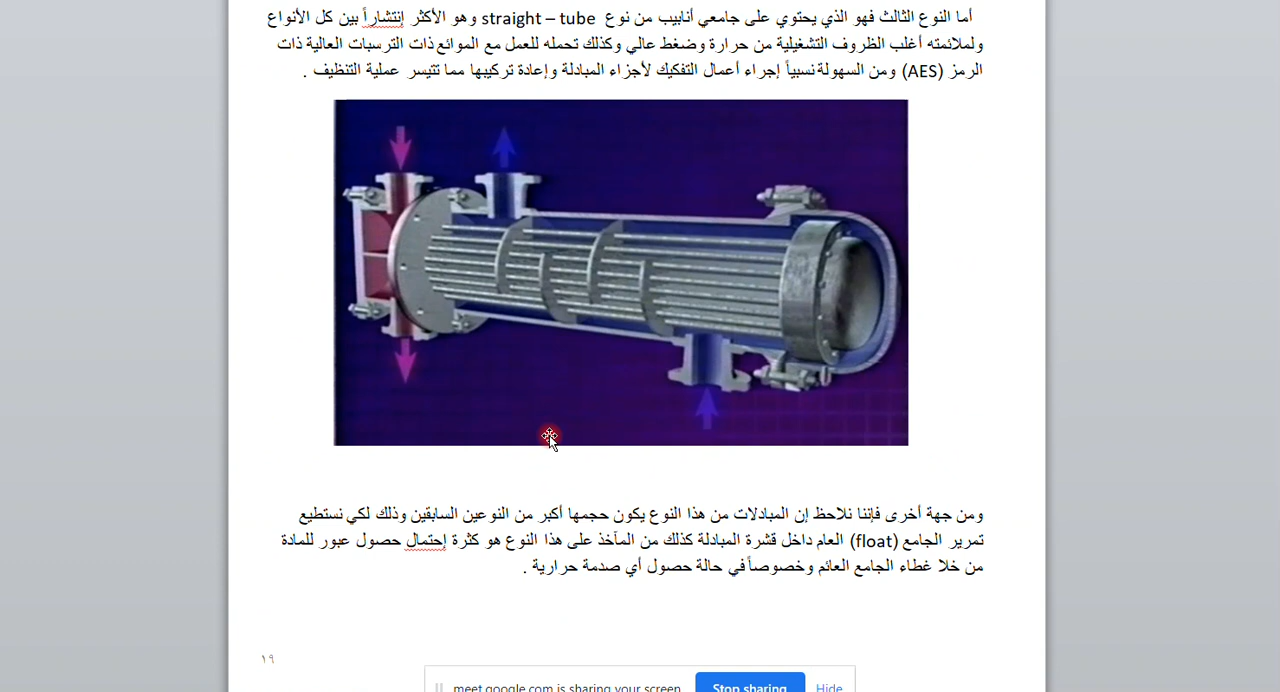 أما النوع الثالث فهو الذي يحتوي على جامعي أنابيب من نوع straight – tube وهو الأكثر إنتشاراً بين كل الأنواع
ولملائمته أغلب الظروف التشغيلية من حرارة وضغط عالي وكذلك تحمله للعمل مع الموائع ذات الترسبات العالية ذات
الرمز (AES) ومن السهولة نسبياً إجراء أعمال التفكيك لأجزاء المبادلة وإعادة تركيبها مما تتيسر عملية التنظيف .
ومن جهة أخرى فإننا نلاحظ إن المبادلات من هذا النوع يكون حجمها أكبر من النوعين السابقين وذلك لكي نستطيع
تمرير الجامع (float) العام داخل قشرة المبادلة كذلك من المآخذ على هذا النوع هو كثرة إحتمال حصول عبور للمادة
من خلا غطاء الجامع العائم وخصوصاً في حالة حصول أي صدمة حرارية .
١٩
meet.google.com is sharing your screen. Stop sharing Hide